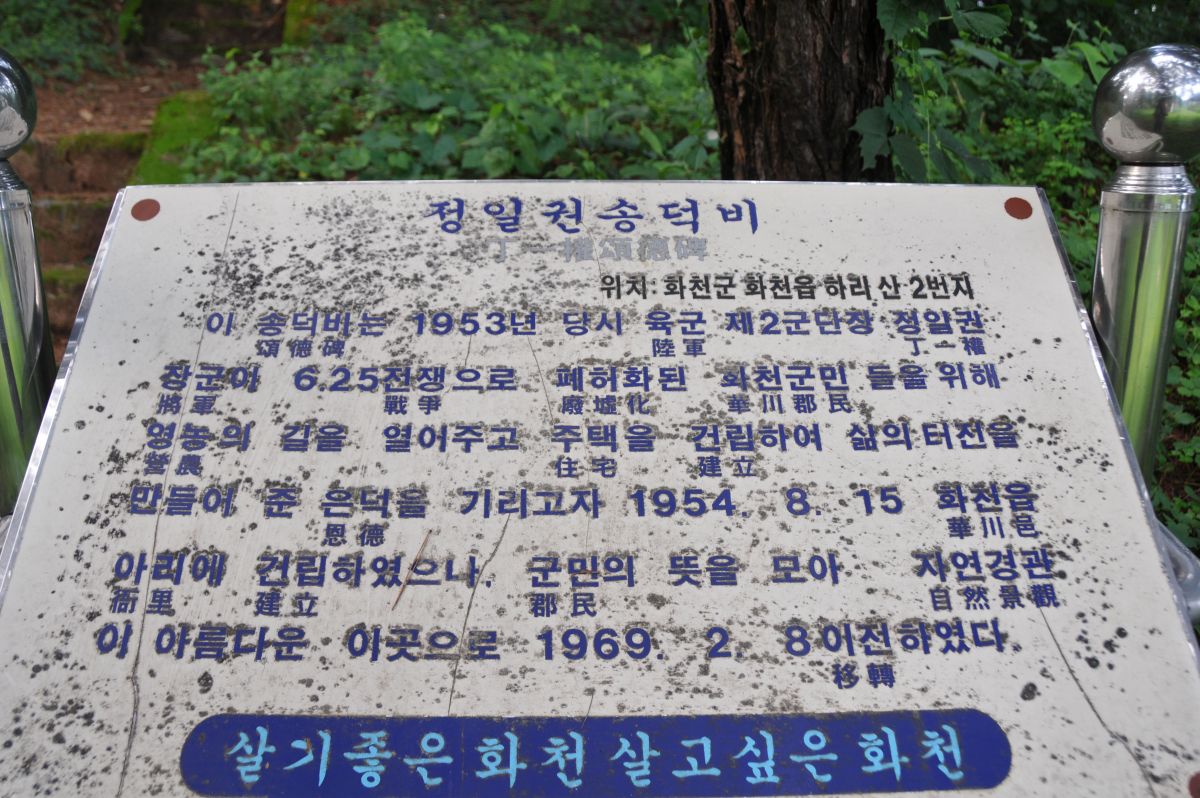 정일권송덕비
丁一權頌德碑
위치: 화천군 화천읍 하리 산 2번지
이 송덕비는 1953년 당시 육군 제2군단장 정일권
頌德碑 陸軍 丁一權
장군이 6.25전쟁으로 폐허화된 화천군민 들을 위해
將軍 戰爭 廢墟化 華川郡民
영농의 길을 열어주고 주택을 건립하여 삶의 터전을
營農 住宅 建立
만들어 준 은덕을 기리고자 1954. 8. 15 화천읍
恩德 華川邑
아리에 건립하였으나, 군민의 뜻을 모아 자연경관
衙里 建立 郡民 自然景觀
이 아름다운 이곳으로 1969. 2. 8이전하였다.
移轉
살기좋은화천살고싶은화천